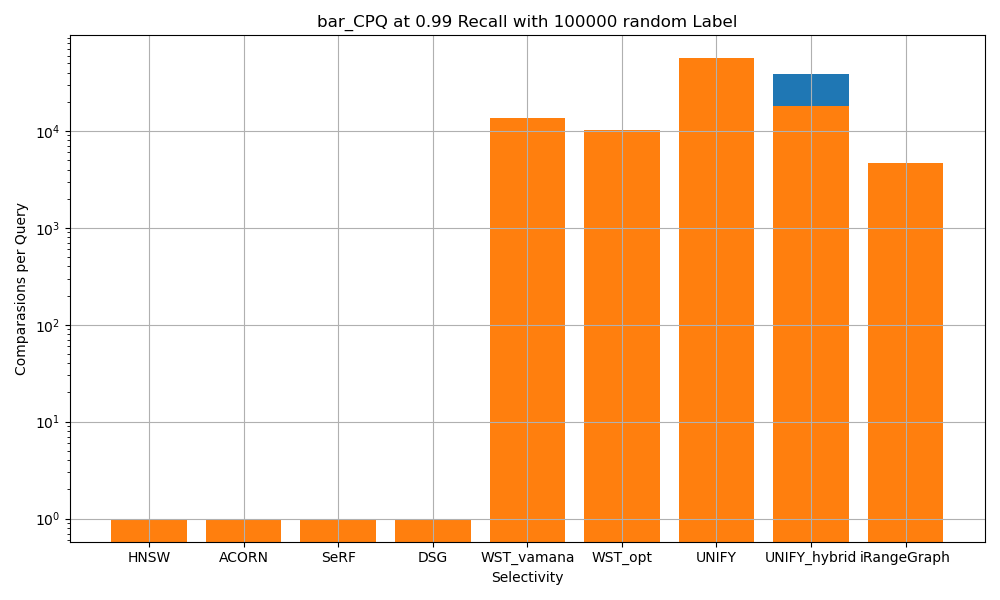 bar_CPQ at 0.99 Recall with 100000 random Label
Comparasions per Query
10^4
10^3
10^2
10^1
10^0
HNSW ACORN SeRF DSG WST_vamana WST_opt UNIFY UNIFY_hybrid iRangeGraph
Selectivity